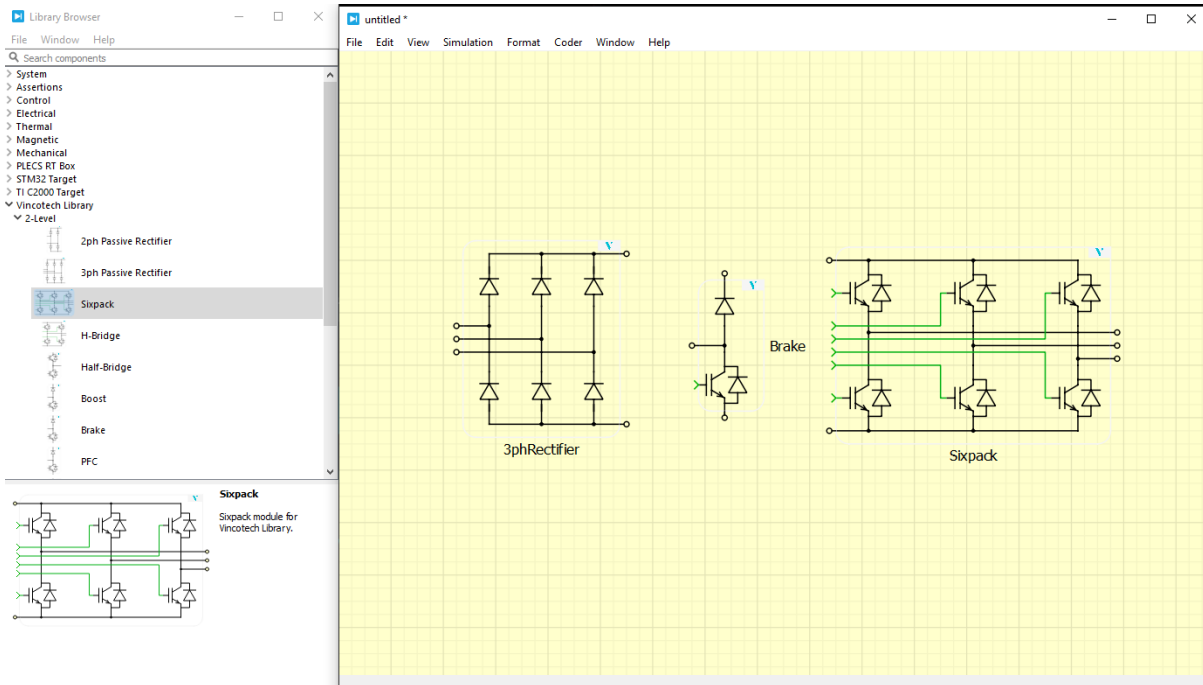 Library Browser
File Window Help
Search components
System
Assertions
Control
Electrical
Thermal
Magnetic
Mechanical
PLECS RT Box
STM32 Target
TI C2000 Target
Vincotech Library
2-Level
2ph Passive Rectifier
3ph Passive Rectifier
Sixpack
H-Bridge
Half-Bridge
Boost
Brake
PFC
Sixpack
Sixpack module for
Vincotech Library.
untitled *
File Edit View Simulation Format Coder Window Help
3phRectifier
Brake
Sixpack